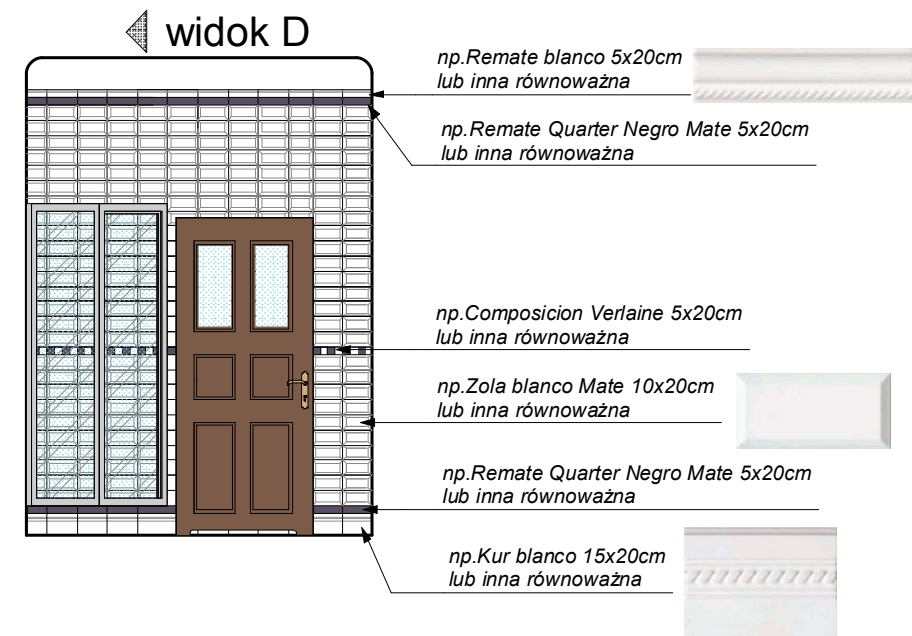 widok D
np.Remate blanco 5x20cm
lub inna równoważna
np.Remate Quarter Negro Mate 5x20cm
lub inna równoważna
np.Composicion Verlaine 5x20cm
lub inna równoważna
np.Zola blanco Mate 10x20cm
lub inna równoważna
np.Remate Quarter Negro Mate 5x20cm
lub inna równoważna
np.Kur blanco 15x20cm
lub inna równoważna